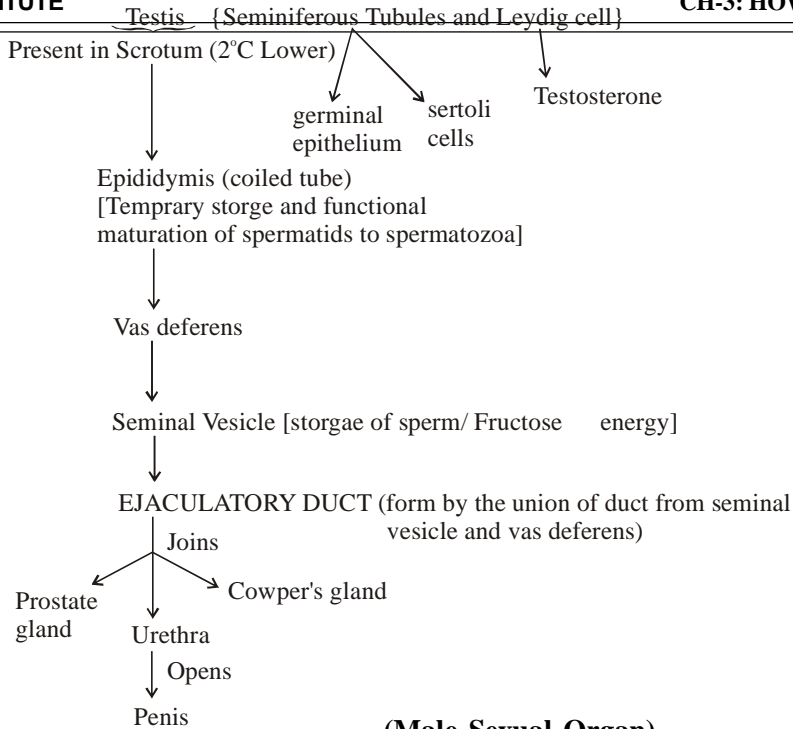 ITUTE
CH-3: HOW
Testis {Seminiferous Tubules and Leydig cell}
Present in Scrotum (2°C Lower)
Testosterone
germinal
epithelium
sertoli
cells
Epididymis (coiled tube)
[Temprary storge and functional
maturation of spermatids to spermatozoa]
Vas deferens
Seminal Vesicle [storgae of sperm/ Fructose energy]
EJACULATORY DUCT (form by the union of duct from seminal
vesicle and vas deferens)
Joins
Prostate
gland
Cowper's gland
Urethra
Opens
Penis
(Male Sexual Organ)